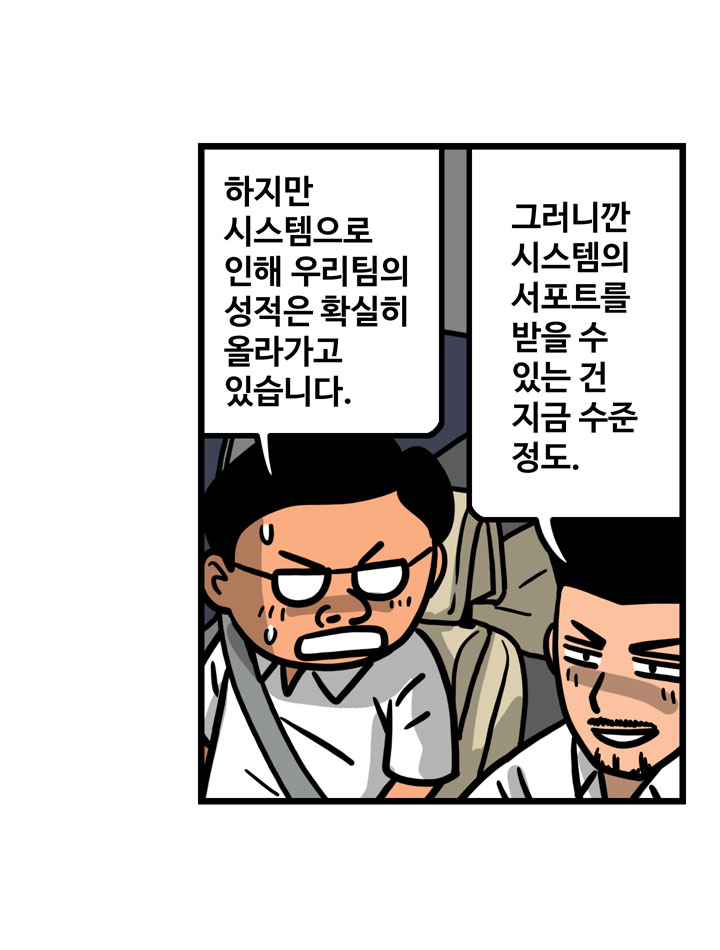 하지만
시스템으로
인해 우리팀의
성적은 확실히
올라가고
있습니다.
그러니깐
시스템의
서포트를
받을 수
있는 건
지금 수준
정도.